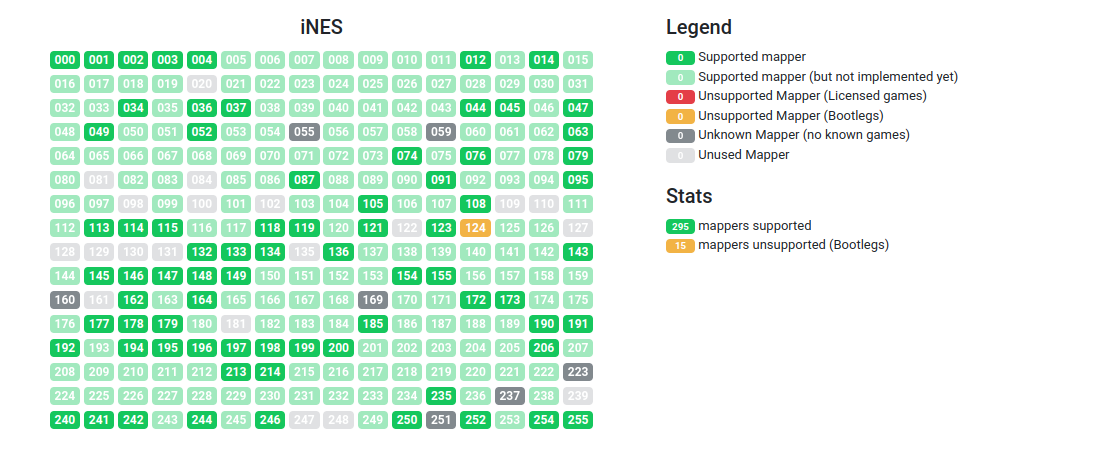 iNES
000 001 002 003 004 005 006 007 008 009 010 011 012 013 014 015
016 017 018 019 020 021 022 023 024 025 026 027 028 029 030 031
032 033 034 035 036 037 038 039 040 041 042 043 044 045 046 047
048 049 050 051 052 053 054 055 056 057 058 059 060 061 062 063
064 065 066 067 068 069 070 071 072 073 074 075 076 077 078 079
080 081 082 083 084 085 086 087 088 089 090 091 092 093 094 095
096 097 098 099 100 101 102 103 104 105 106 107 108 109 110 111
112 113 114 115 116 117 118 119 120 121 122 123 124 125 126 127
128 129 130 131 132 133 134 135 136 137 138 139 140 141 142 143
144 145 146 147 148 149 150 151 152 153 154 155 156 157 158 159
160 161 162 163 164 165 166 167 168 169 170 171 172 173 174 175
176 177 178 179 180 181 182 183 184 185 186 187 188 189 190 191
192 193 194 195 196 197 198 199 200 201 202 203 204 205 206 207
208 209 210 211 212 213 214 215 216 217 218 219 220 221 222 223
224 225 226 227 228 229 230 231 232 233 234 235 236 237 238 239
240 241 242 243 244 245 246 247 248 249 250 251 252 253 254 255
Legend
0 Supported mapper
0 Supported mapper (but not implemented yet)
0 Unsupported Mapper (Licensed games)
0 Unsupported Mapper (Bootlegs)
0 Unknown Mapper (no known games)
0 Unused Mapper
Stats
295 mappers supported
15 mappers unsupported (Bootlegs)